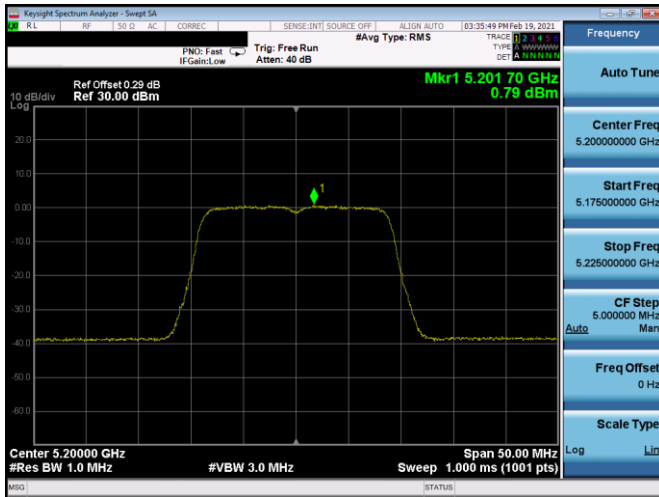 Keysight Spectrum Analyzer - Swept SA
RL RF 50 Ω AC CORREC SENSE:INT SOURCE OFF ALIGN AUTO 03:35:49 PM Feb 19, 2021
#Avg Type: RMS
TRACE 1 2 3 4 5 6
TYPE A WWWWW
DET A N N N N N
PNO: Fast
IFGain:Low
Trig: Free Run
Atten: 40 dB
Mkr1 5.201 70 GHz
0.79 dBm
Ref Offset 0.29 dB
10 dB/div Ref 30.00 dBm
Log
20.0
0.00
-10.0
-20.0
-30.0
-40.0
-50.0
-60.0
1
Center 5.20000 GHz Span 50.00 MHz
#Res BW 1.0 MHz #VBW 3.0 MHz Sweep 1.000 ms (1001 pts)
MSG STATUS
Frequency
Auto Tune
Center Freq
5.200000000 GHz
Start Freq
5.175000000 GHz
Stop Freq
5.225000000 GHz
CF Step
5.000000 MHz
Auto Man
Freq Offset
0 Hz
Scale Type
Log Lin